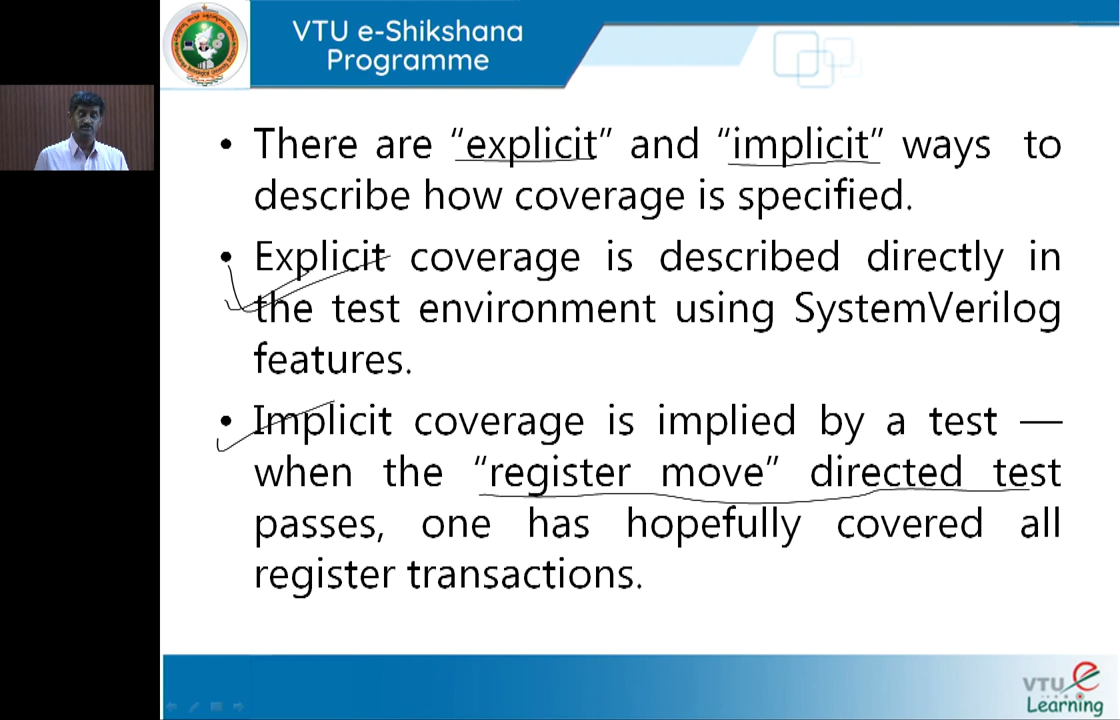 VTU e-Shikshana
Programme
• There are “explicit” and “implicit” ways to
describe how coverage is specified.
• Explicit coverage is described directly in
the test environment using SystemVerilog
features.
• Implicit coverage is implied by a test —
when the “register move” directed test
passes, one has hopefully covered all
register transactions.
VTU e
Learning